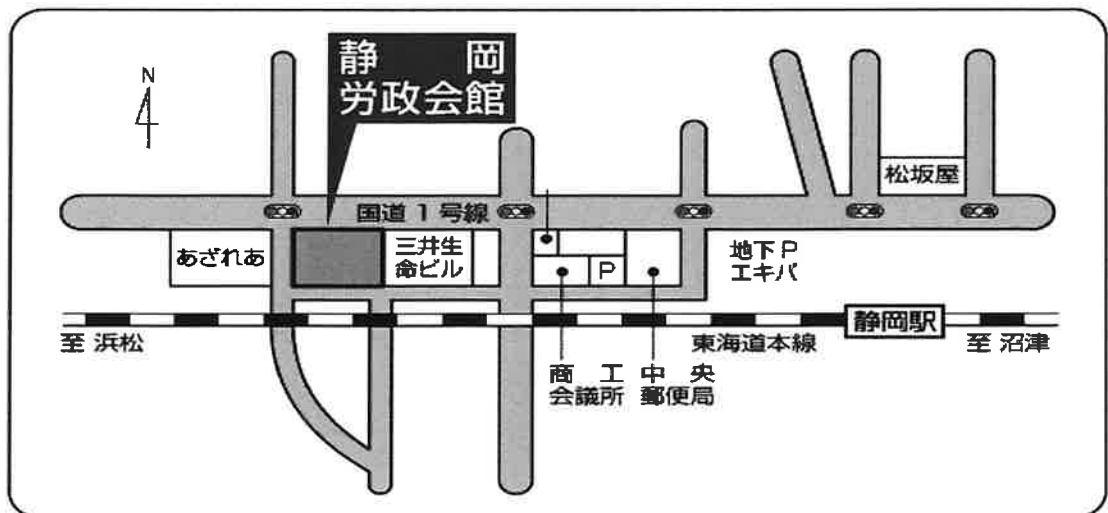 N
静岡
労政会館
松坂屋
国道1号線
あざれあ
三井生
命ビル
P
地下P
エキパ
静岡駅
至 浜松
東海道本線
至 沼津
商工
会議所
中央
郵便局